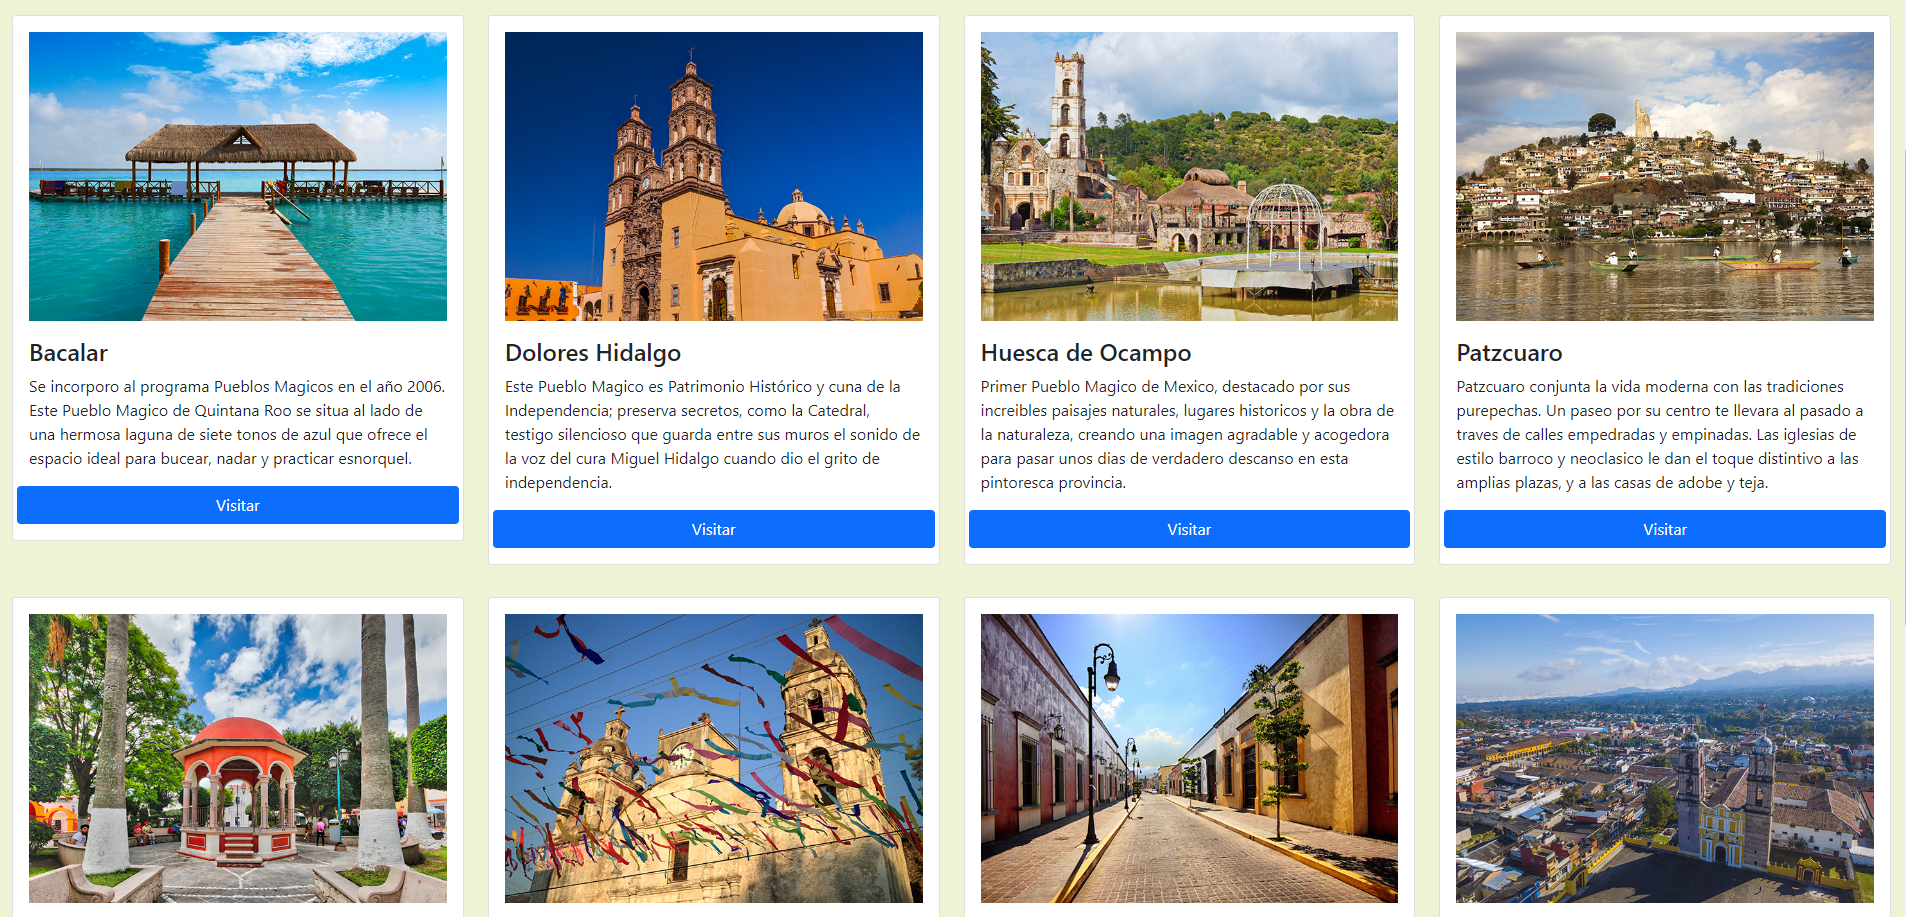 Bacalar
Se incorporo al programa Pueblos Magicos en el año 2006.
Este Pueblo Magico de Quintana Roo se situa al lado de
una hermosa laguna de siete tonos de azul que ofrece el
espacio ideal para bucear, nadar y practicar esnorquel.
Visitar
Dolores Hidalgo
Este Pueblo Magico es Patrimonio Histórico y cuna de la
Independencia; preserva secretos, como la Catedral,
testigo silencioso que guarda entre sus muros el sonido de
la voz del cura Miguel Hidalgo cuando dio el grito de
independencia.
Visitar
Huesca de Ocampo
Primer Pueblo Magico de Mexico, destacado por sus
increibles paisajes naturales, lugares historicos y la obra de
la naturaleza, creando una imagen agradable y acogedora
para pasar unos dias de verdadero descanso en esta
pintoresca provincia.
Visitar
Patzcuaro
Patzcuaro conjunta la vida moderna con las tradiciones
purepechas. Un paseo por su centro te llevara al pasado a
traves de calles empedradas y empinadas. Las iglesias de
estilo barroco y neoclasico le dan el toque distintivo a las
amplias plazas, y a las casas de adobe y teja.
Visitar